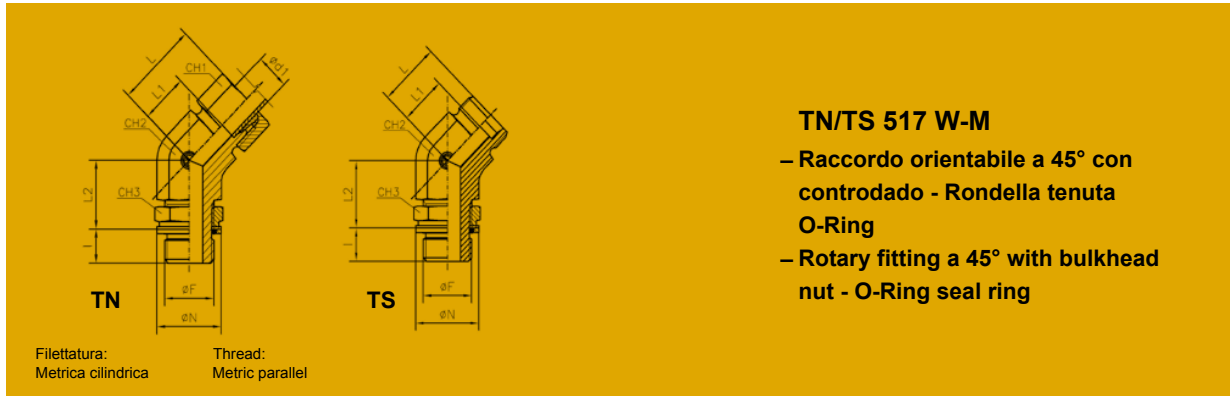 L
L1
CH1
Ød1
CH2
L2
CH3
I
ØF
ØN
TN
L
L1
CH2
L2
CH3
I
ØF
ØN
TS
TN/TS 517 W-M
– Raccordo orientabile a 45° con
controdado - Rondella tenuta
O-Ring
– Rotary fitting a 45° with bulkhead
nut - O-Ring seal ring
Filettatura:
Metrica cilindrica
Thread:
Metric parallel